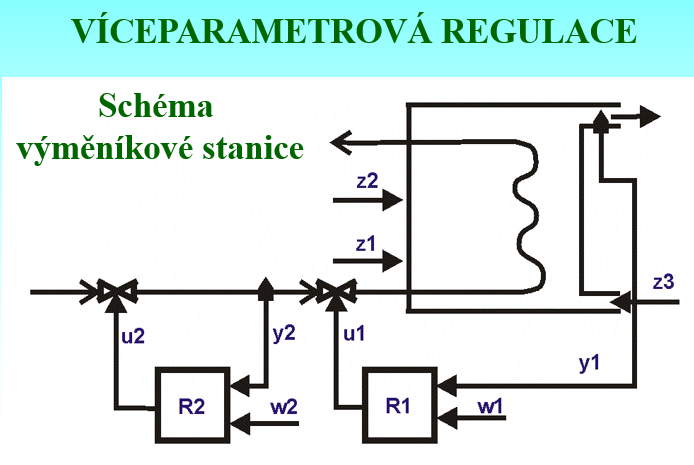 VÍCEPARAMETROVÁ REGULACE
Schéma
výměníkové stanice
z2
z1
z3
u2
y2
u1
y1
R2
w2
R1
w1